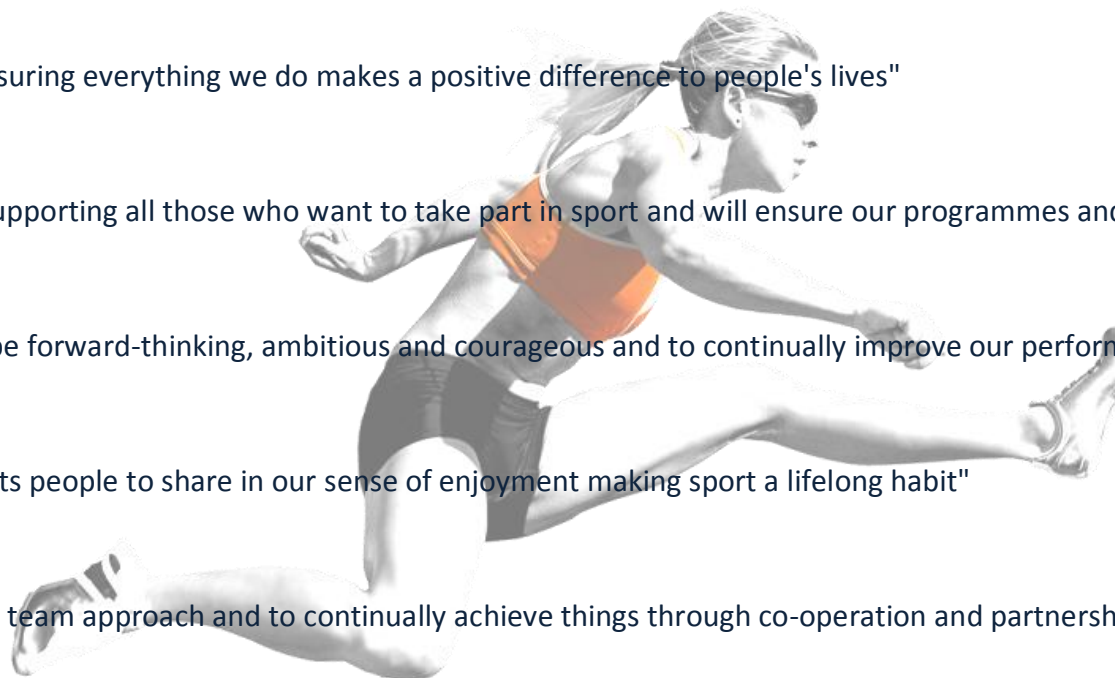 suring everything we do makes a positive difference to people's lives"
upporting all those who want to take part in sport and will ensure our programmes and
be forward-thinking, ambitious and courageous and to continually improve our perform
ts people to share in our sense of enjoyment making sport a lifelong habit"
team approach and to continually achieve things through co-operation and partnersh